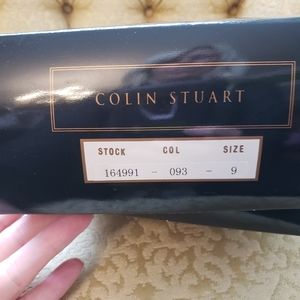 COLIN STUART
STOCK COL SIZE
164991 - 093 - 9